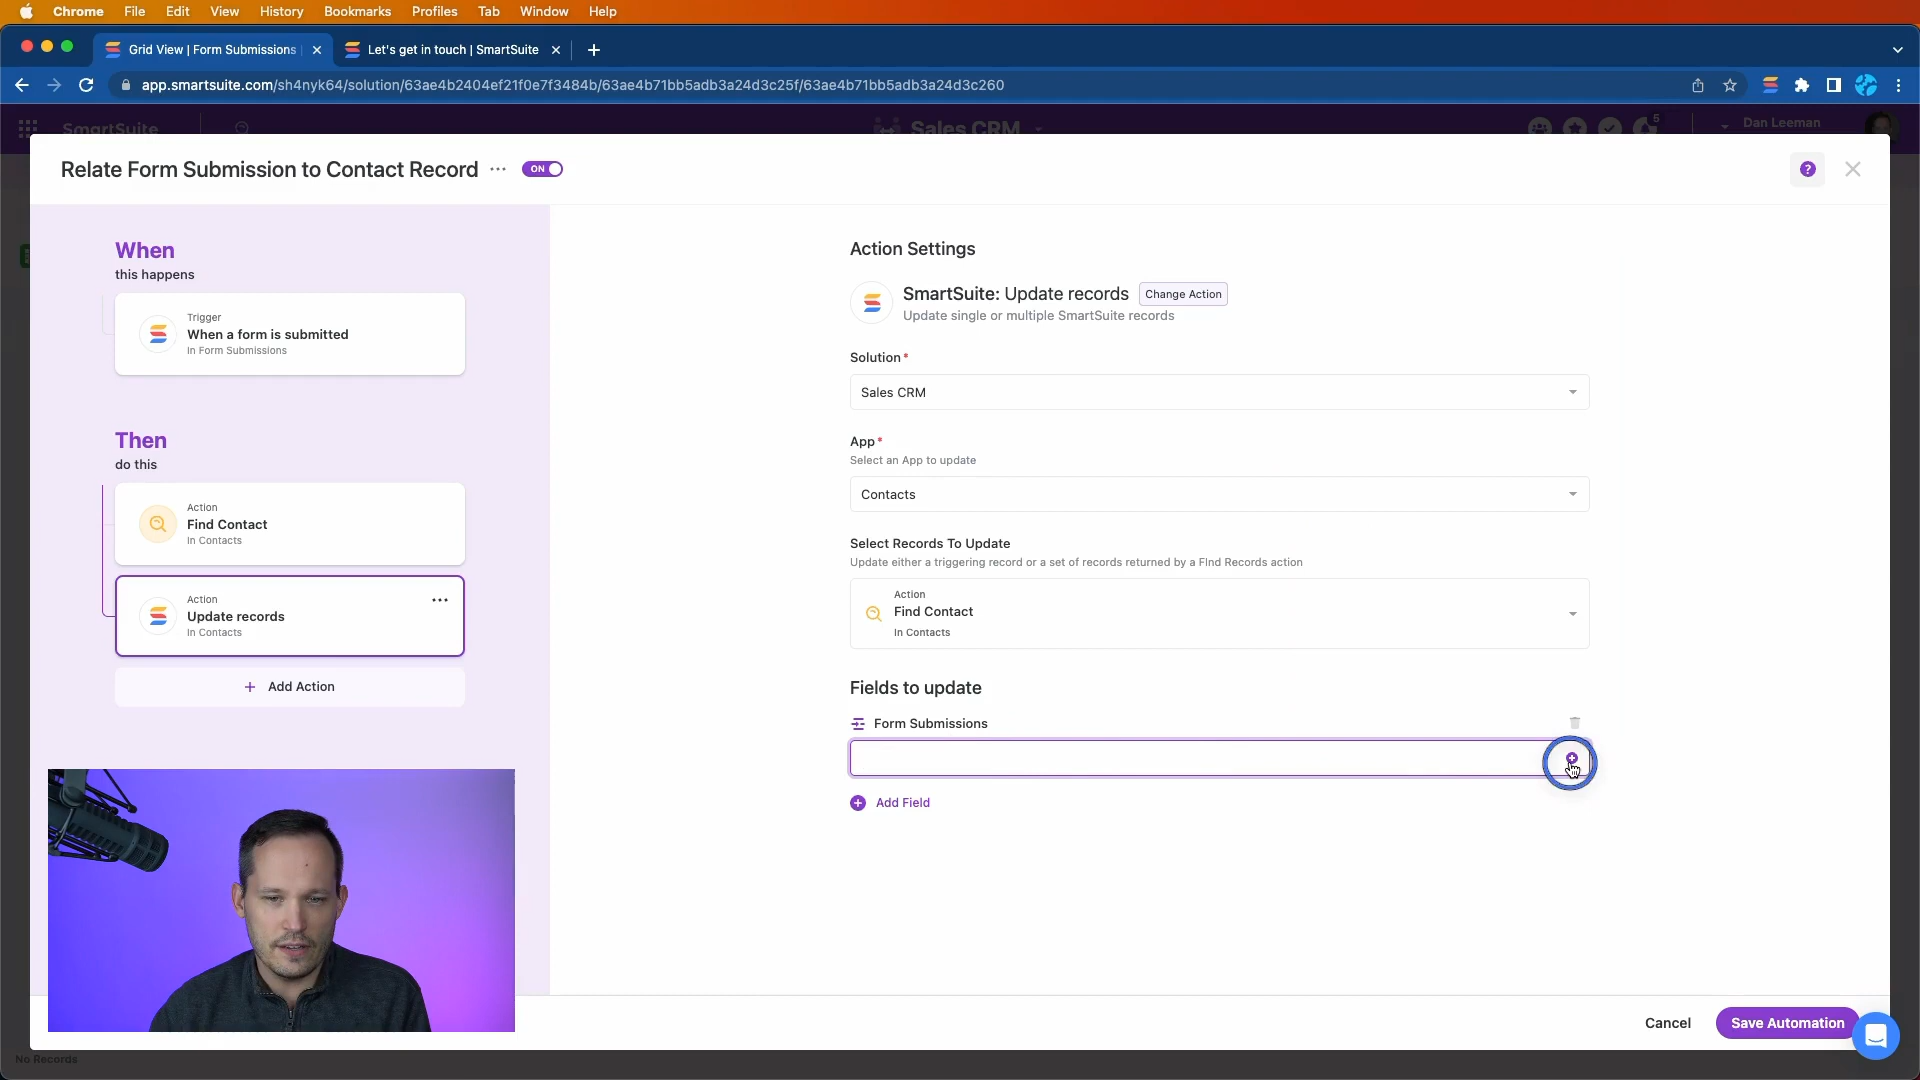 Chrome File Edit View History Bookmarks Profiles Tab Window Help
Grid View | Form Submissions
Let's get in touch | SmartSuite
app.smartsuite.com/sh4nyk64/solution/63ae4b2404ef21f0e7f3484b/63ae4b71bb5adb3a24d3c25f/63ae4b71bb5adb3a24d3c260
SmartSuite
Sales CRM
5
Dan Leeman
Relate Form Submission to Contact Record
ON
?
When
this happens
Trigger
When a form is submitted
In Form Submissions
Then
do this
Action
Find Contact
In Contacts
Action
Update records
In Contacts
Add Action
Action Settings
SmartSuite: Update records
Change Action
Update single or multiple SmartSuite records
Solution*
Sales CRM
App*
Select an App to update
Contacts
Select Records To Update
Update either a triggering record or a set of records returned by a FInd Records action
Action
Find Contact
In Contacts
Fields to update
Form Submissions
Add Field
Cancel
Save Automation
No Records